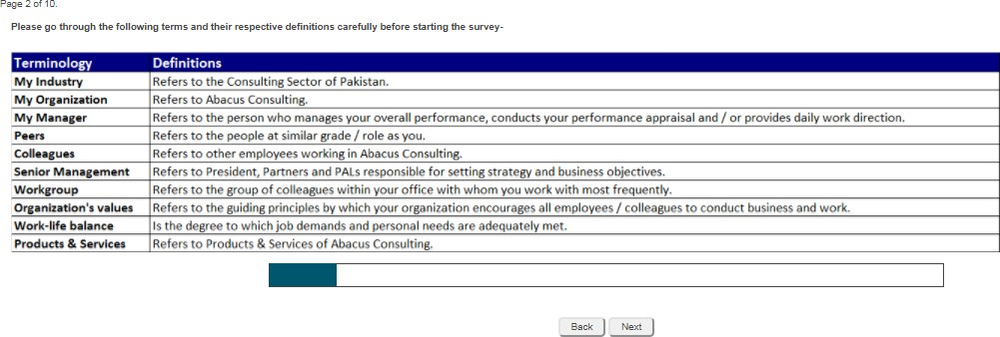 Page 2 of 10.
Please go through the following terms and their respective definitions carefully before starting the survey-
Terminology Definitions
My Industry Refers to the Consulting Sector of Pakistan.
My Organization Refers to Abacus Consulting.
My Manager Refers to the person who manages your overall performance, conducts your performance appraisal and / or provides daily work direction.
Peers Refers to the people at similar grade / role as you.
Colleagues Refers to other employees working in Abacus Consulting.
Senior Management Refers to President, Partners and PALs responsible for setting strategy and business objectives.
Workgroup Refers to the group of colleagues within your office with whom you work with most frequently.
Organization's values Refers to the guiding principles by which your organization encourages all employees / colleagues to conduct business and work.
Work-life balance Is the degree to which job demands and personal needs are adequately met.
Products & Services Refers to Products & Services of Abacus Consulting.
Back Next